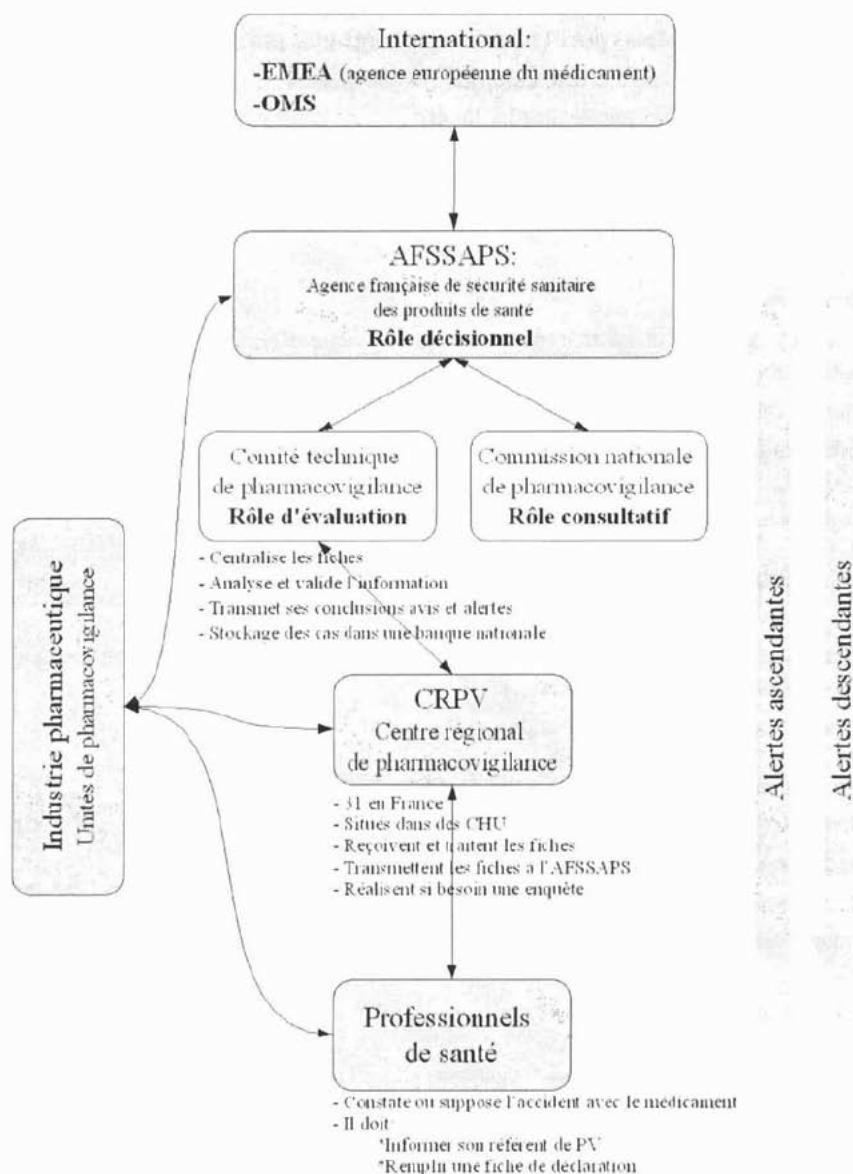 International:
-EMEA (agence européenne du médicament)
-OMS
AFSSAPS:
Agence française de sécurité sanitaire
des produits de santé
Rôle décisionnel
Comité technique
de pharmacovigilance
Rôle d'évaluation
Commission nationale
de pharmacovigilance
Rôle consultatif
- Centralise les fiches
- Analyse et valide l'information
- Transmet ses conclusions avis et alertes
- Stockage des cas dans une banque nationale
Industrie pharmaceutique
Unités de pharmacovigilance
CRPV
Centre régional
de pharmacovigilance
- 31 en France
- Situés dans des CHU
- Reçoivent et traitent les fiches
- Transmettent les fiches a l'AFSSAPS
- Réalisent si besoin une enquête
Alertes ascendantes
Alertes descendantes
Professionnels
de santé
- Constate ou suppose l'accident avec le médicament
- Il doit:
*Informer son référent de PV
*Remplir une fiche de déclaration